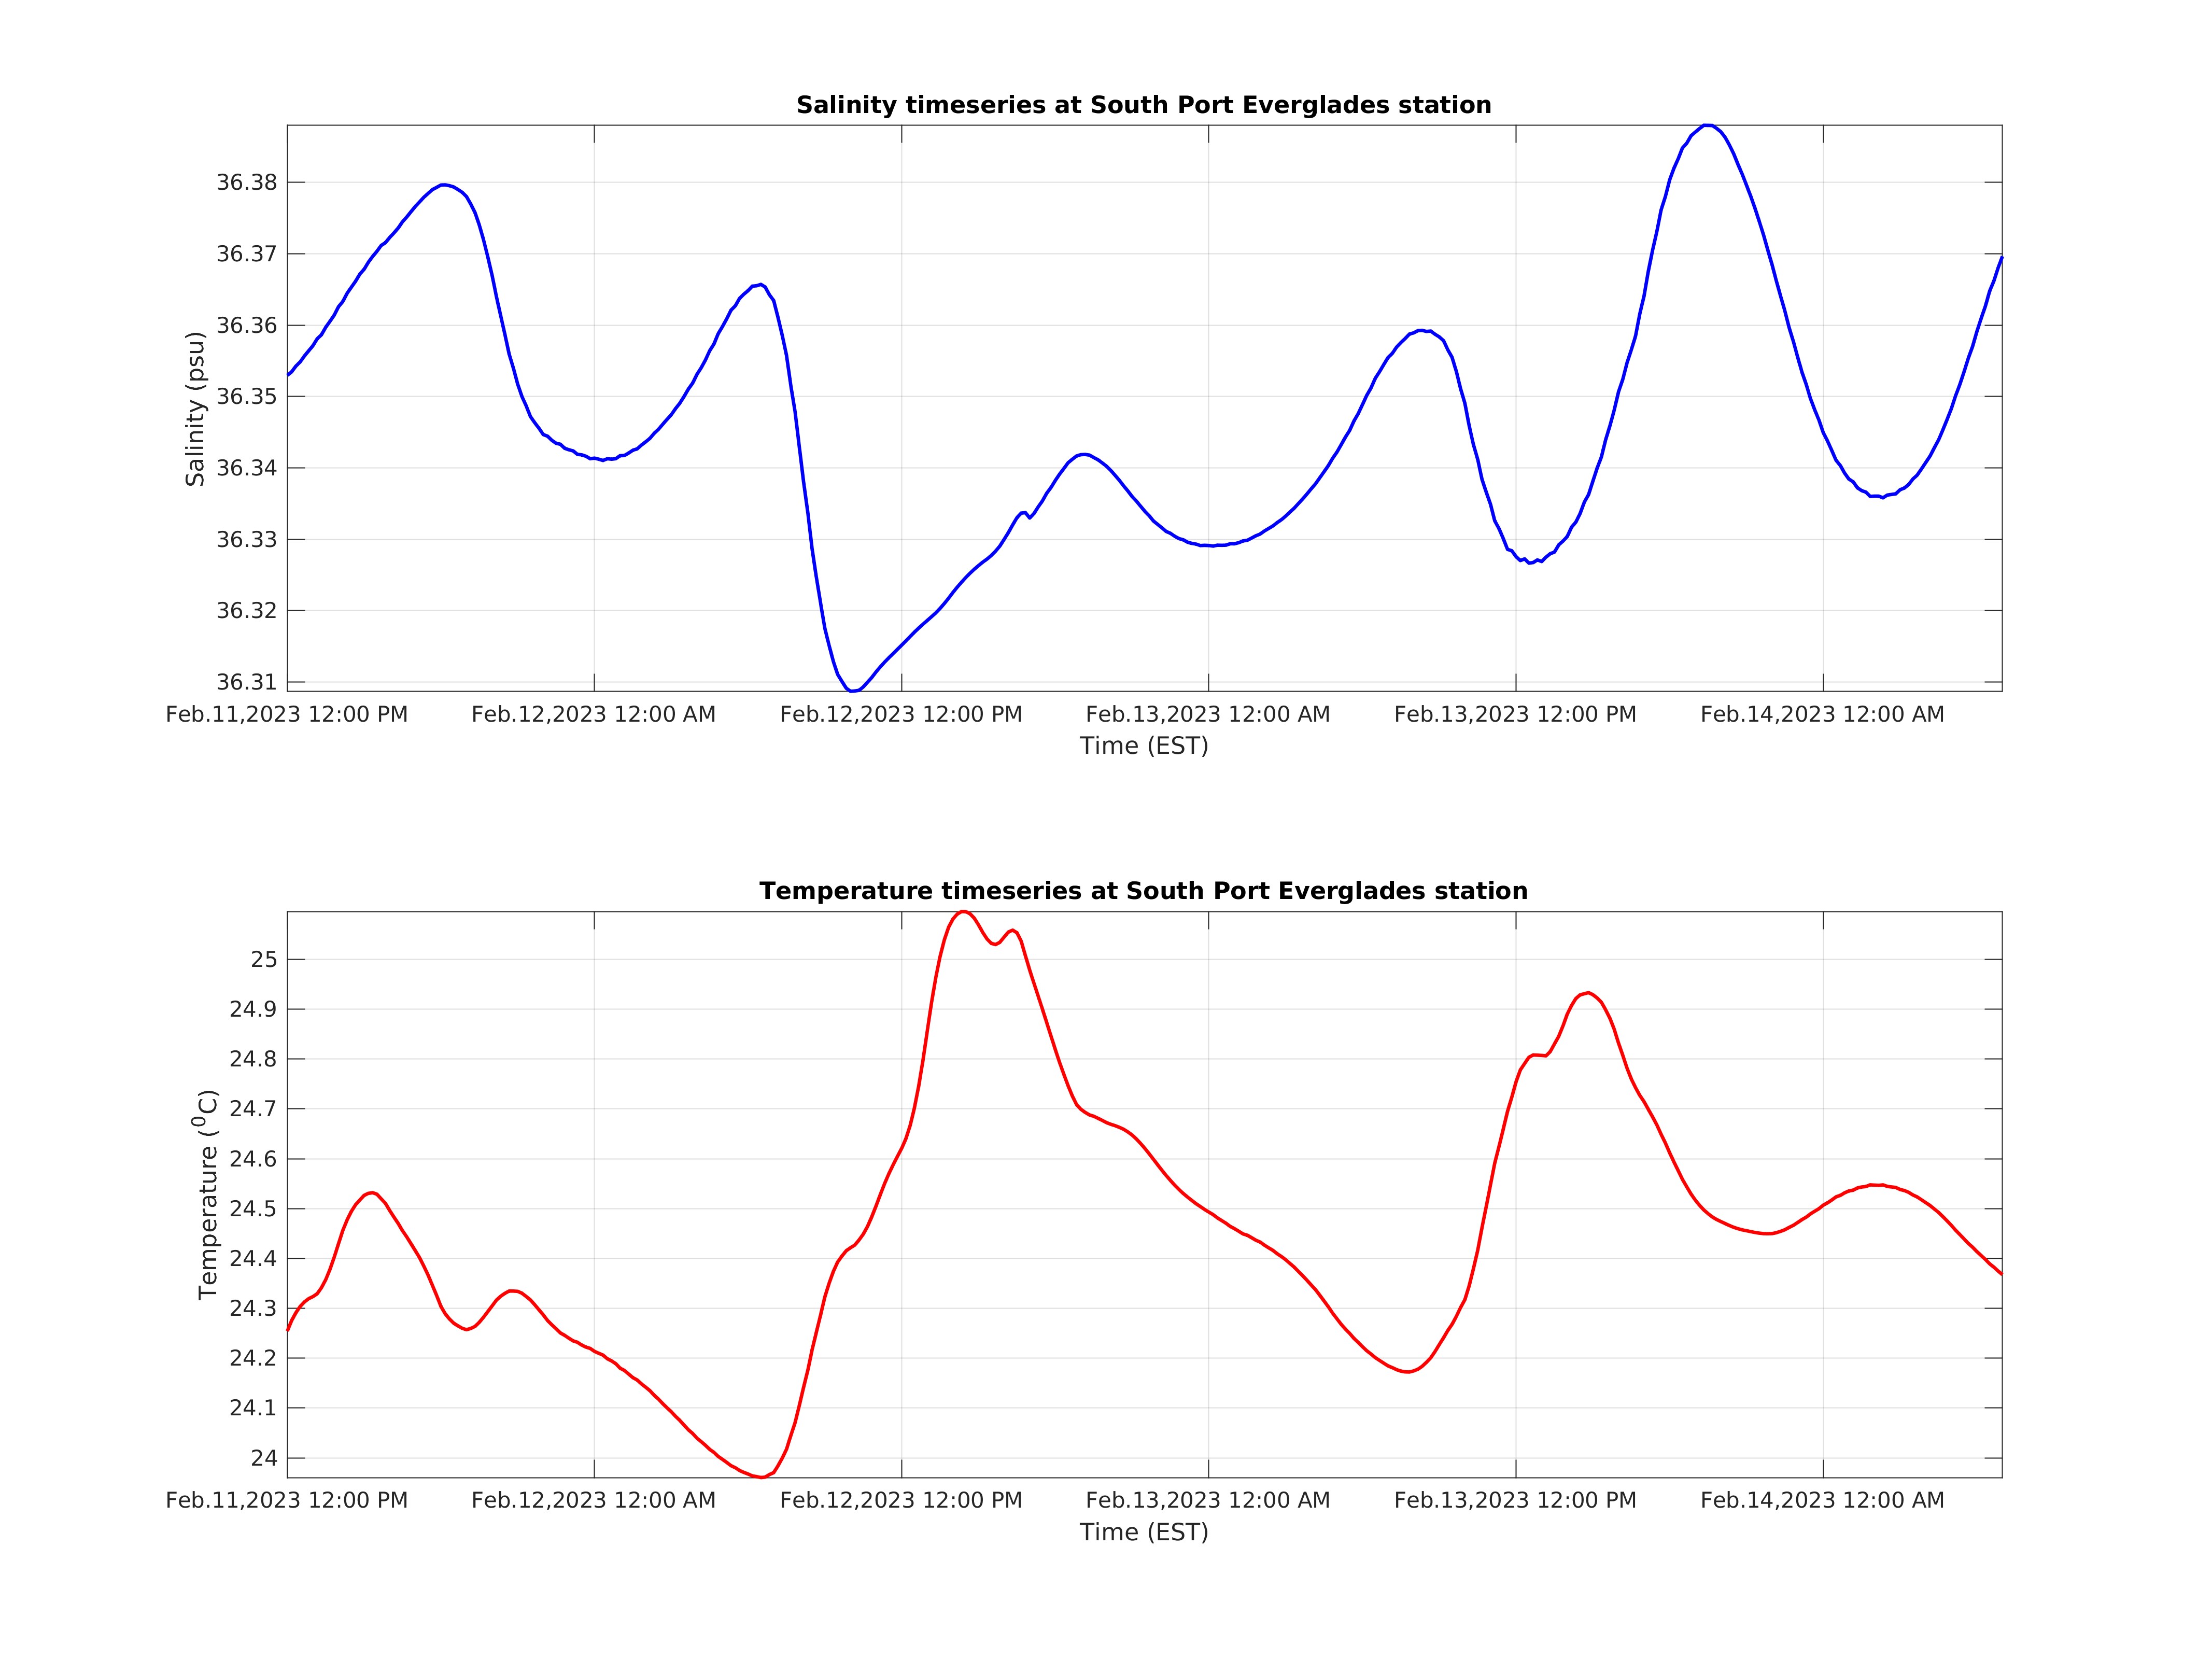 Salinity timeseries at South Port Everglades station
36.38
36.37
36.36
36.35
36.34
36.33
36.32
36.31
Salinity (psu)
Feb.11,2023 12:00 PM Feb.12,2023 12:00 AM Feb.12,2023 12:00 PM Feb.13,2023 12:00 AM Feb.13,2023 12:00 PM Feb.14,2023 12:00 AM
Time (EST)
Temperature timeseries at South Port Everglades station
25
24.9
24.8
24.7
24.6
24.5
24.4
24.3
24.2
24.1
24
Temperature (⁰C)
Feb.11,2023 12:00 PM Feb.12,2023 12:00 AM Feb.12,2023 12:00 PM Feb.13,2023 12:00 AM Feb.13,2023 12:00 PM Feb.14,2023 12:00 AM
Time (EST)